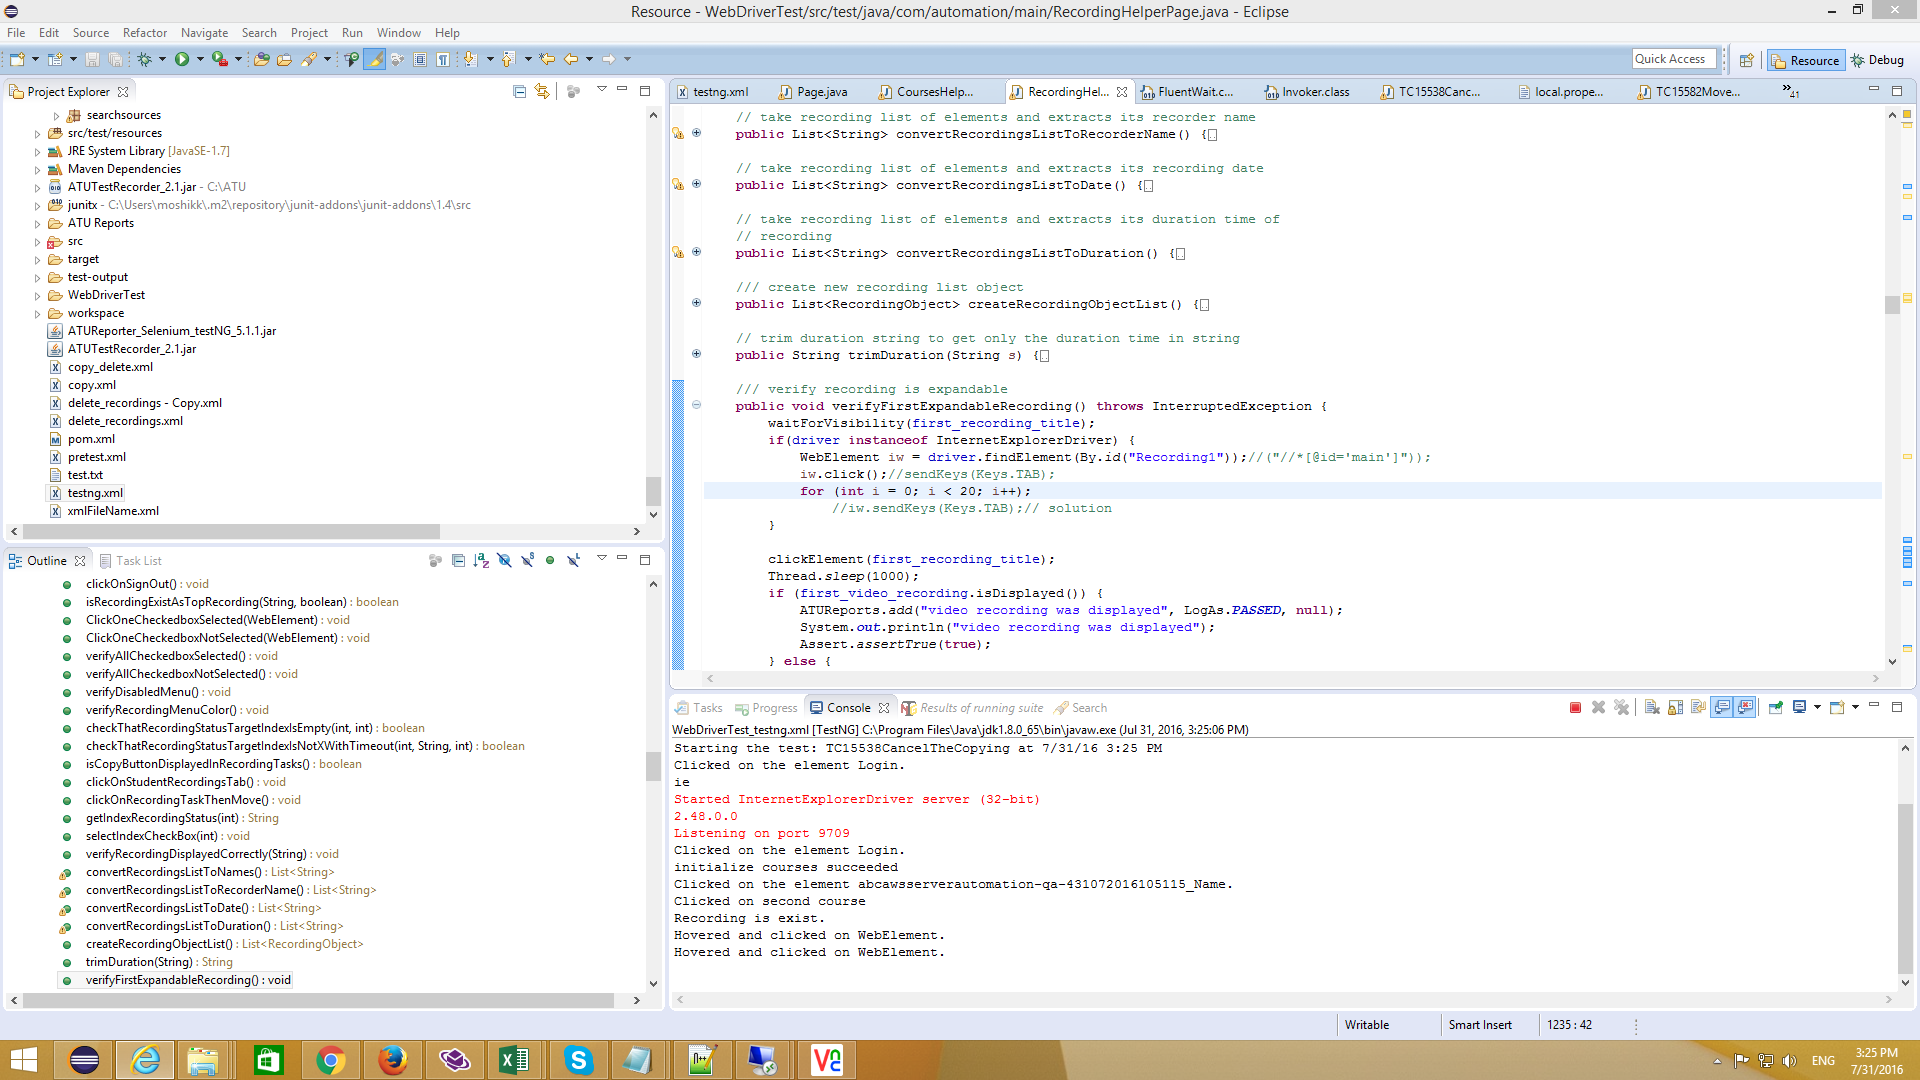 Resource - WebDriverTest/src/test/java/com/automation/main/RecordingHelperPage.java - Eclipse
File Edit Source Refactor Navigate Search Project Run Window Help
Quick Access
Resource
Debug
Project Explorer
searchsources
src/test/resources
JRE System Library [JavaSE-1.7]
Maven Dependencies
ATUTestRecorder_2.1.jar - C:\ATU
junitx - C:\Users\moshikk\.m2\repository\junit-addons\junit-addons\1.4\src
ATU Reports
src
target
test-output
WebDriverTest
workspace
ATUReporter_Selenium_testNG_5.1.1.jar
ATUTestRecorder_2.1.jar
copy_delete.xml
copy.xml
delete_recordings - Copy.xml
delete_recordings.xml
pom.xml
pretest.xml
test.txt
testng.xml
xmlFileName.xml
Outline Task List
clickOnSignOut() : void
isRecordingExistAsTopRecording(String, boolean) : boolean
ClickOneCheckedboxSelected(WebElement) : void
ClickOneCheckedboxNotSelected(WebElement) : void
verifyAllCheckedboxSelected() : void
verifyAllCheckedboxNotSelected() : void
verifyDisabledMenu() : void
verifyRecordingMenuColor() : void
checkThatRecordingStatusTargetIndexIsEmpty(int, int) : boolean
checkThatRecordingStatusTargetIndexIsNotXWithTimeout(int, String, int) : boolean
isCopyButtonDisplayedInRecordingTasks() : boolean
clickOnStudentRecordingsTab() : void
clickOnRecordingTaskThenMove() : void
getIndexRecordingStatus(int) : String
selectIndexCheckBox(int) : void
verifyRecordingDisplayedCorrectly(String) : void
convertRecordingsListToNames() : List<String>
convertRecordingsListToRecorderName() : List<String>
convertRecordingsListToDate() : List<String>
convertRecordingsListToDuration() : List<String>
createRecordingObjectList() : List<RecordingObject>
trimDuration(String) : String
verifyFirstExpandableRecording() : void
testng.xml Page.java CoursesHelp... RecordingHel... FluentWait.c... Invoker.class TC15538Canc... local.prope... TC15582Move... »41
// take recording list of elements and extracts its recorder name
public List<String> convertRecordingsListToRecorderName() {
// take recording list of elements and extracts its recording date
public List<String> convertRecordingsListToDate() {
// take recording list of elements and extracts its duration time of
// recording
public List<String> convertRecordingsListToDuration() {
/// create new recording list object
public List<RecordingObject> createRecordingObjectList() {
// trim duration string to get only the duration time in string
public String trimDuration(String s) {
/// verify recording is expandable
public void verifyFirstExpandableRecording() throws InterruptedException {
waitForVisibility(first_recording_title);
if(driver instanceof InternetExplorerDriver) {
WebElement iw = driver.findElement(By.id("Recording1"));//("//*[@id='main']"));
iw.click();//sendKeys(Keys.TAB);
for (int i = 0; i < 20; i++);
//iw.sendKeys(Keys.TAB);// solution
}
clickElement(first_recording_title);
Thread.sleep(1000);
if (first_video_recording.isDisplayed()) {
ATUReports.add("video recording was displayed", LogAs.PASSED, null);
System.out.println("video recording was displayed");
Assert.assertTrue(true);
} else {
Tasks Progress Console Results of running suite Search
WebDriverTest_testng.xml [TestNG] C:\Program Files\Java\jdk1.8.0_65\bin\javaw.exe (Jul 31, 2016, 3:25:06 PM)
Starting the test: TC15538CancelTheCopying at 7/31/16 3:25 PM
Clicked on the element Login.
ie
Started InternetExplorerDriver server (32-bit)
2.48.0.0
Listening on port 9709
Clicked on the element Login.
initialize courses succeeded
Clicked on the element abcawsserverautomation-qa-431072016105115_Name.
Clicked on second course
Recording is exist.
Hovered and clicked on WebElement.
Hovered and clicked on WebElement.
Writable Smart Insert 1235 : 42
ENG
3:25 PM
7/31/2016